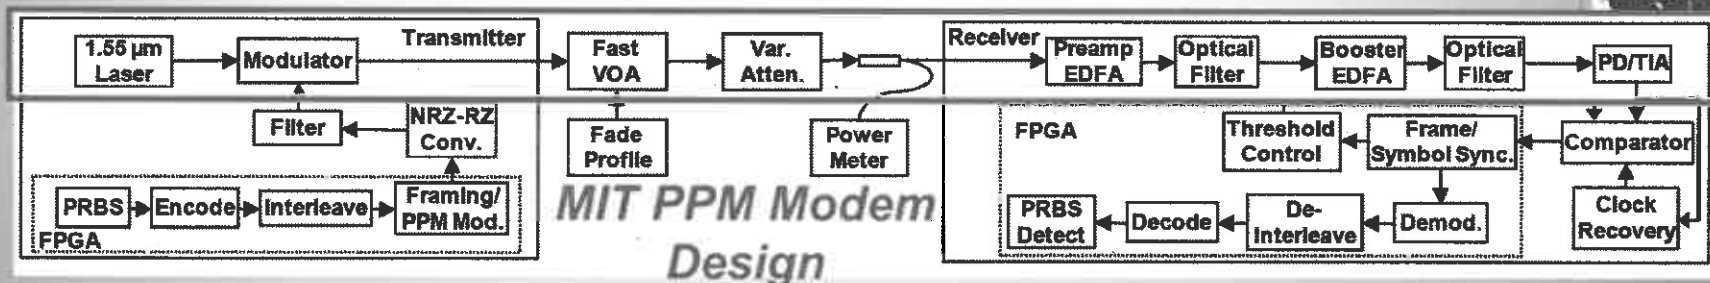 1.55 µm
Laser
Modulator
Transmitter
Fast
VOA
Var.
Atten.
Receiver
Preamp
EDFA
Optical
Filter
Booster
EDFA
Optical
Filter
PD/TIA
Filter
NRZ-RZ
Conv.
Fade
Profile
Power
Meter
FPGA
Threshold
Control
Frame/
Symbol Sync.
Comparator
PRBS
Encode
Interleave
Framing/
PPM Mod.
FPGA
MIT PPM Modem
Design
PRBS
Detect
Decode
De-
Interleave
Demod.
Clock
Recovery